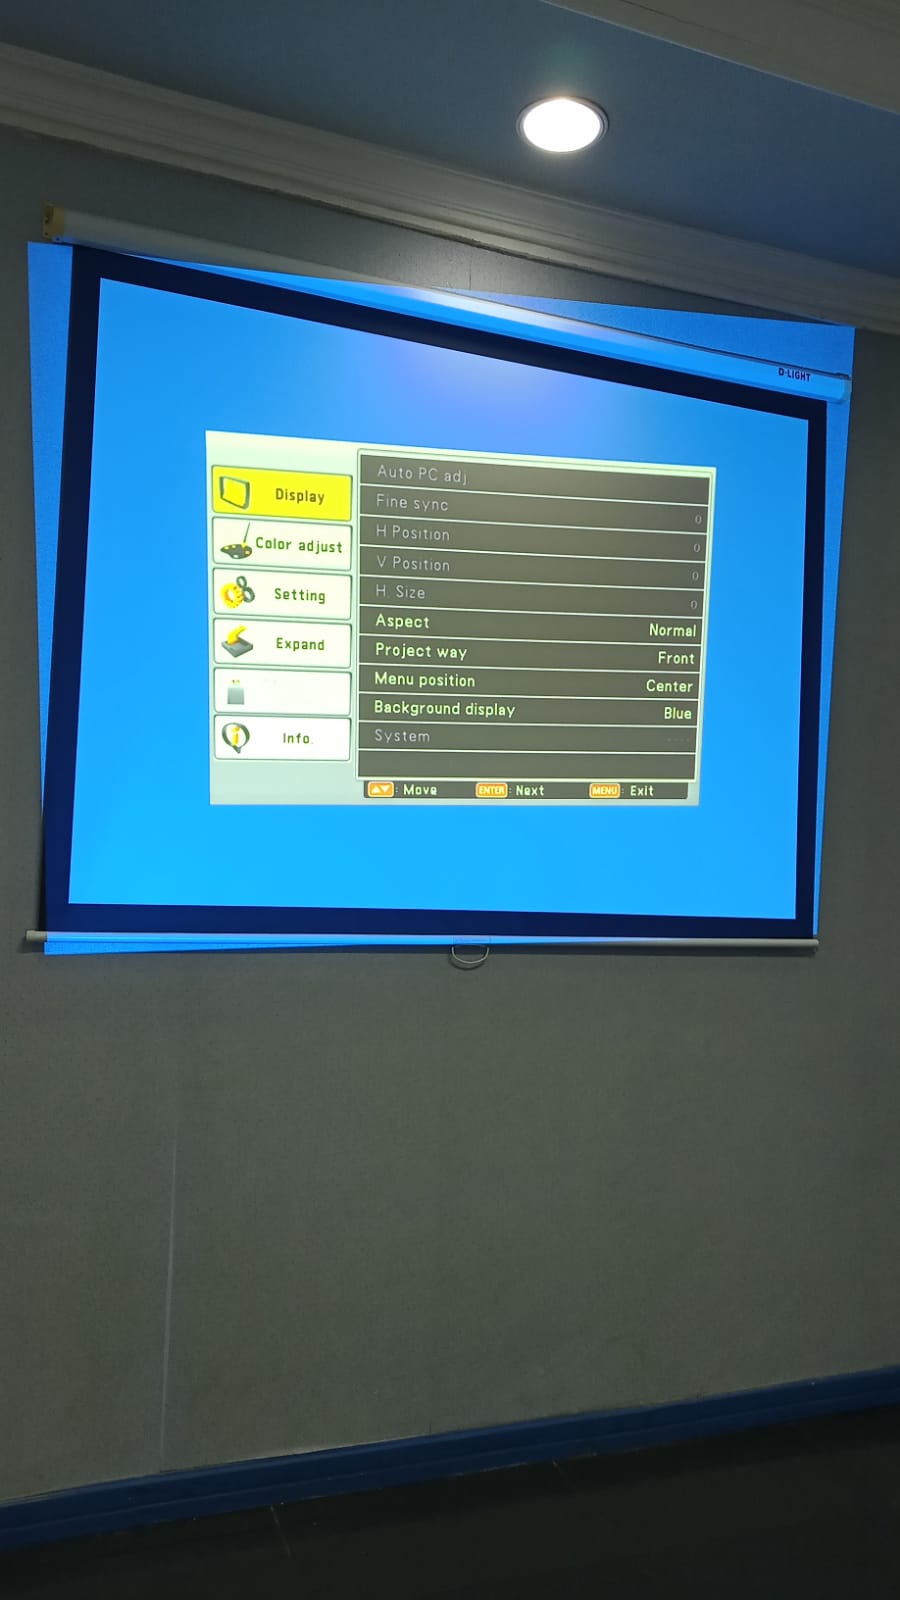 D-LIGHT
Display
Color adjust
Setting
Expand
Info.
Auto PC adj.
Fine sync 0
H Position 0
V Position 0
H. Size 0
Aspect Normal
Project way Front
Menu position Center
Background display Blue
System ----
▲▼ : Move ENTER : Next MENU : Exit